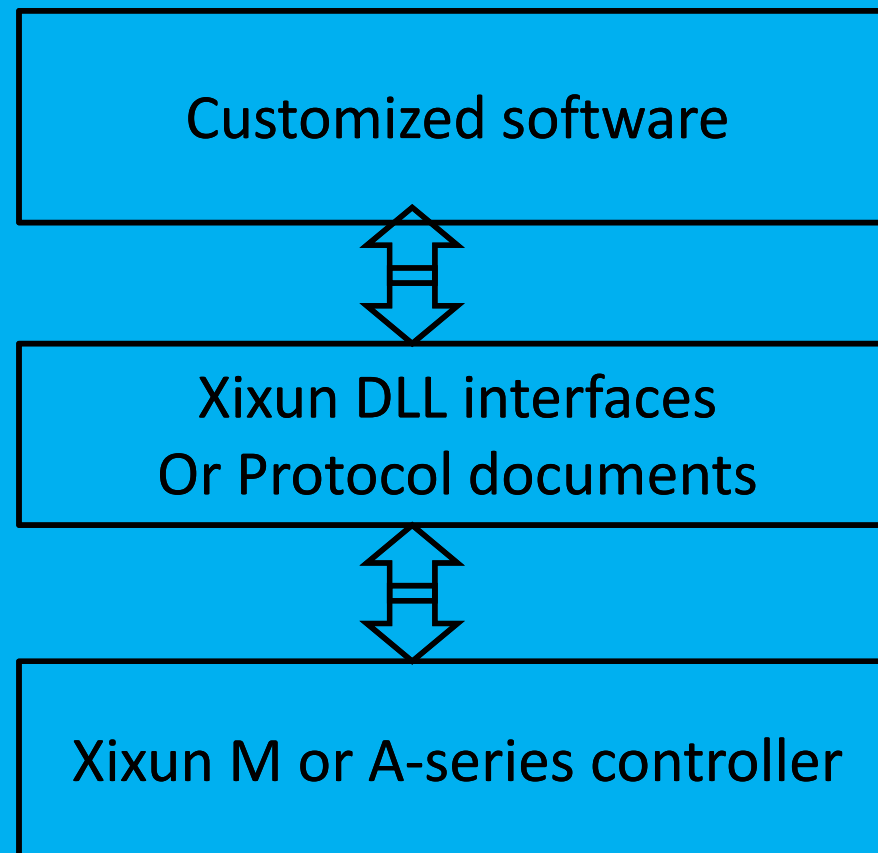 Customized software
Xixun DLL interfaces
Or Protocol documents
Xixun M or A-series controller